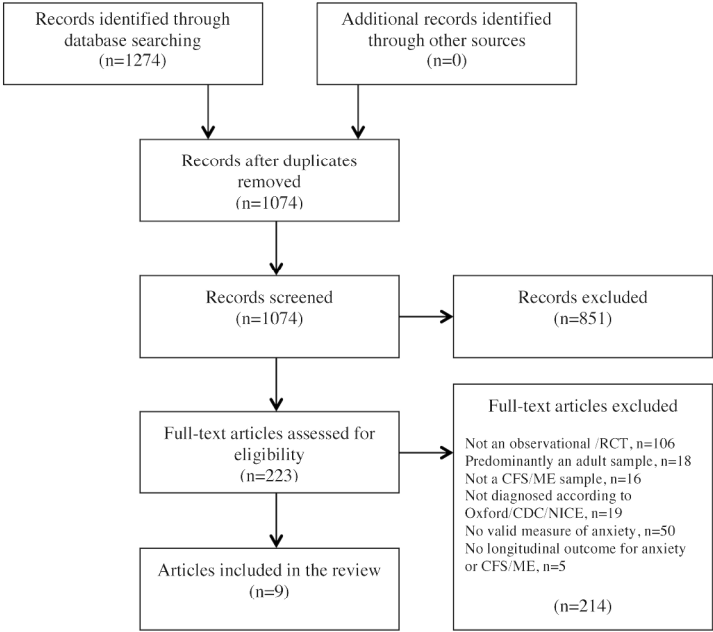 Records identified through
database searching
(n=1274)
Additional records identified
through other sources
(n=0)
Records after duplicates
removed
(n=1074)
Records screened
(n=1074)
Records excluded
(n=851)
Full-text articles assessed for
eligibility
(n=223)
Full-text articles excluded
Not an observational /RCT, n=106
Predominantly an adult sample, n=18
Not a CFS/ME sample, n=16
Not diagnosed according to
Oxford/CDC/NICE, n=19
No valid measure of anxiety, n=50
No longitudinal outcome for anxiety
or CFS/ME, n=5
(n=214)
Articles included in the review
(n=9)